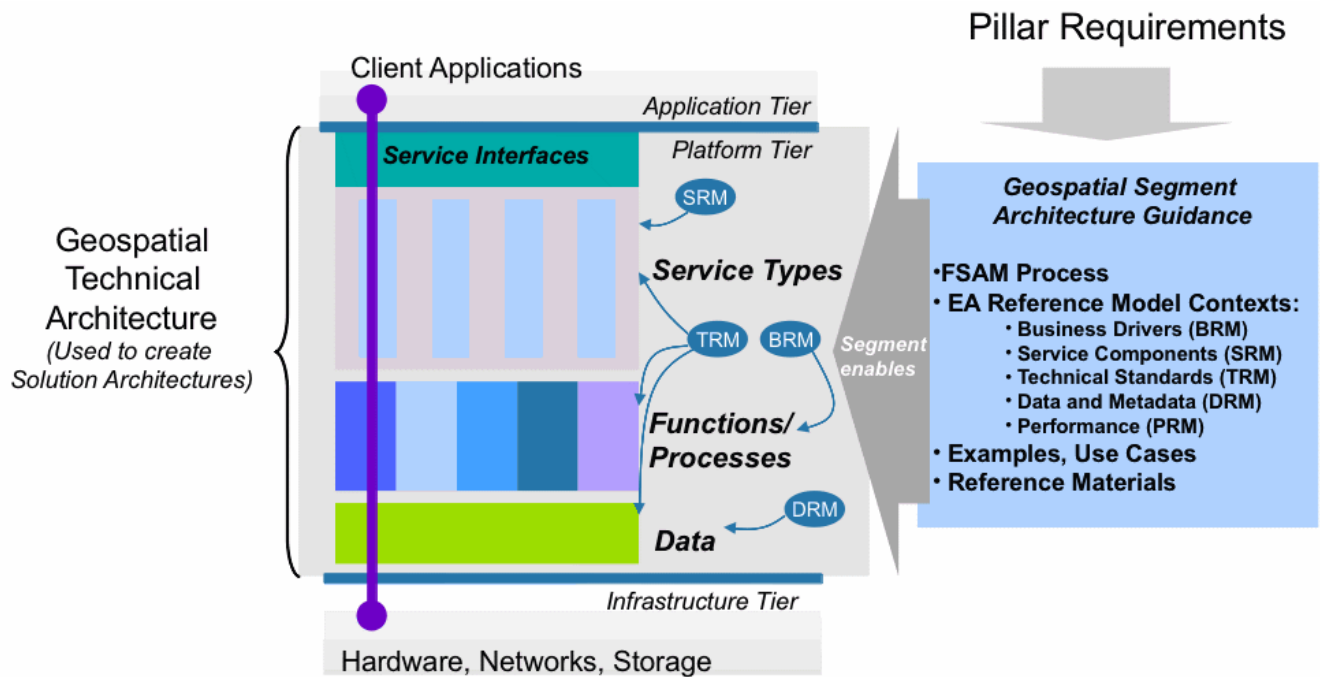 Pillar Requirements
Client Applications
Application Tier
Service Interfaces
Platform Tier
SRM
Service Types
TRM
BRM
Functions/
Processes
DRM
Data
Infrastructure Tier
Hardware, Networks, Storage
Geospatial
Technical
Architecture
(Used to create
Solution Architectures)
Segment
enables
Geospatial Segment
Architecture Guidance
•FSAM Process
• EA Reference Model Contexts:
• Business Drivers (BRM)
• Service Components (SRM)
• Technical Standards (TRM)
• Data and Metadata (DRM)
• Performance (PRM)
• Examples, Use Cases
• Reference Materials